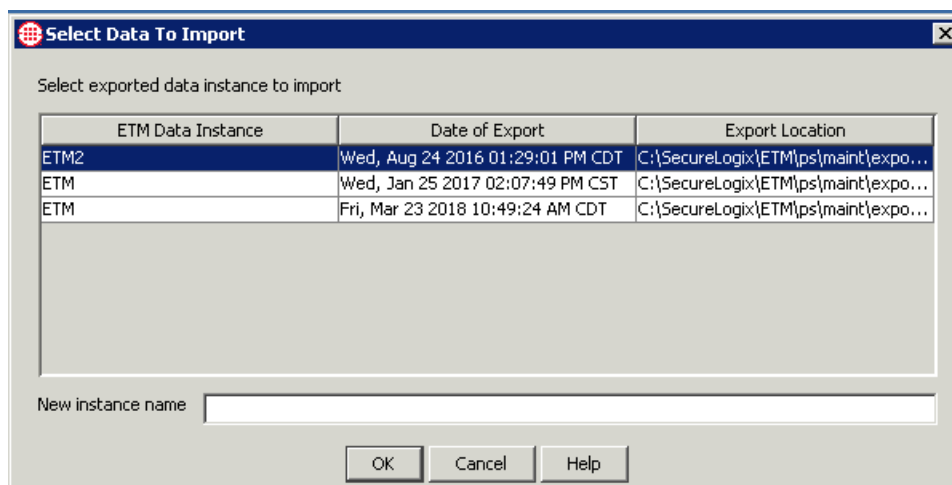 Select Data To Import
Select exported data instance to import
ETM Data Instance Date of Export Export Location
ETM2 Wed, Aug 24 2016 01:29:01 PM CDT C:\SecureLogix\ETM\ps\maint\expo...
ETM Wed, Jan 25 2017 02:07:49 PM CST C:\SecureLogix\ETM\ps\maint\expo...
ETM Fri, Mar 23 2018 10:49:24 AM CDT C:\SecureLogix\ETM\ps\maint\expo...
New instance name
OK Cancel Help